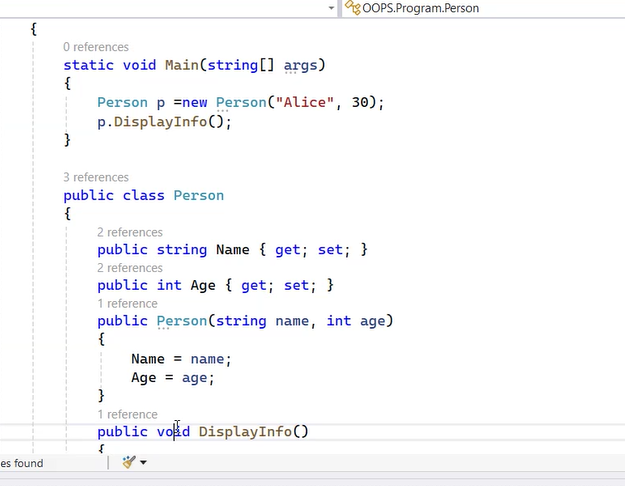 OOPS.Program.Person
{
0 references
static void Main(string[] args)
{
Person p =new Person("Alice", 30);
p.DisplayInfo();
}
3 references
public class Person
{
2 references
public string Name { get; set; }
2 references
public int Age { get; set; }
1 reference
public Person(string name, int age)
{
Name = name;
Age = age;
}
1 reference
public void DisplayInfo()
{
es found